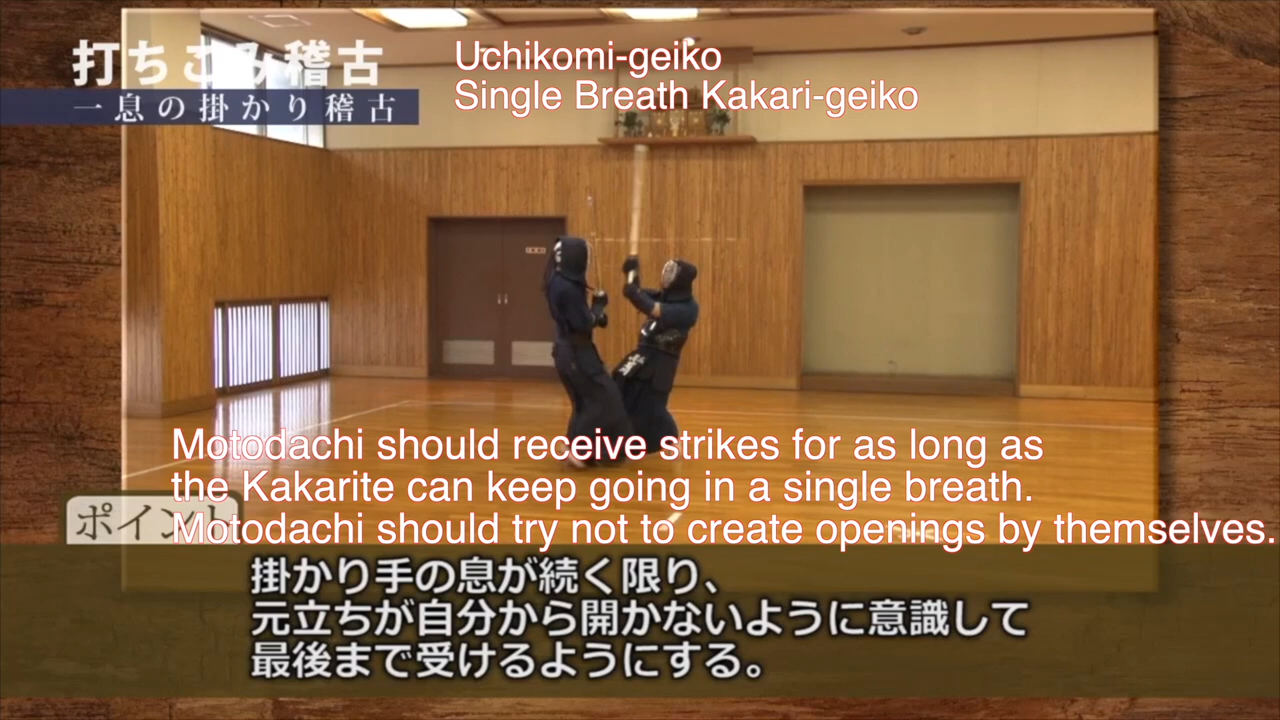 打ちこみ稽古
一息の掛かり稽古
Uchikomi-geiko
Single Breath Kakari-geiko
Motodachi should receive strikes for as long as
the Kakarite can keep going in a single breath.
Motodachi should try not to create openings by themselves.
ポイント
掛かり手の息が続く限り、
元立ちが自分から開かないように意識して
最後まで受けるようにする。